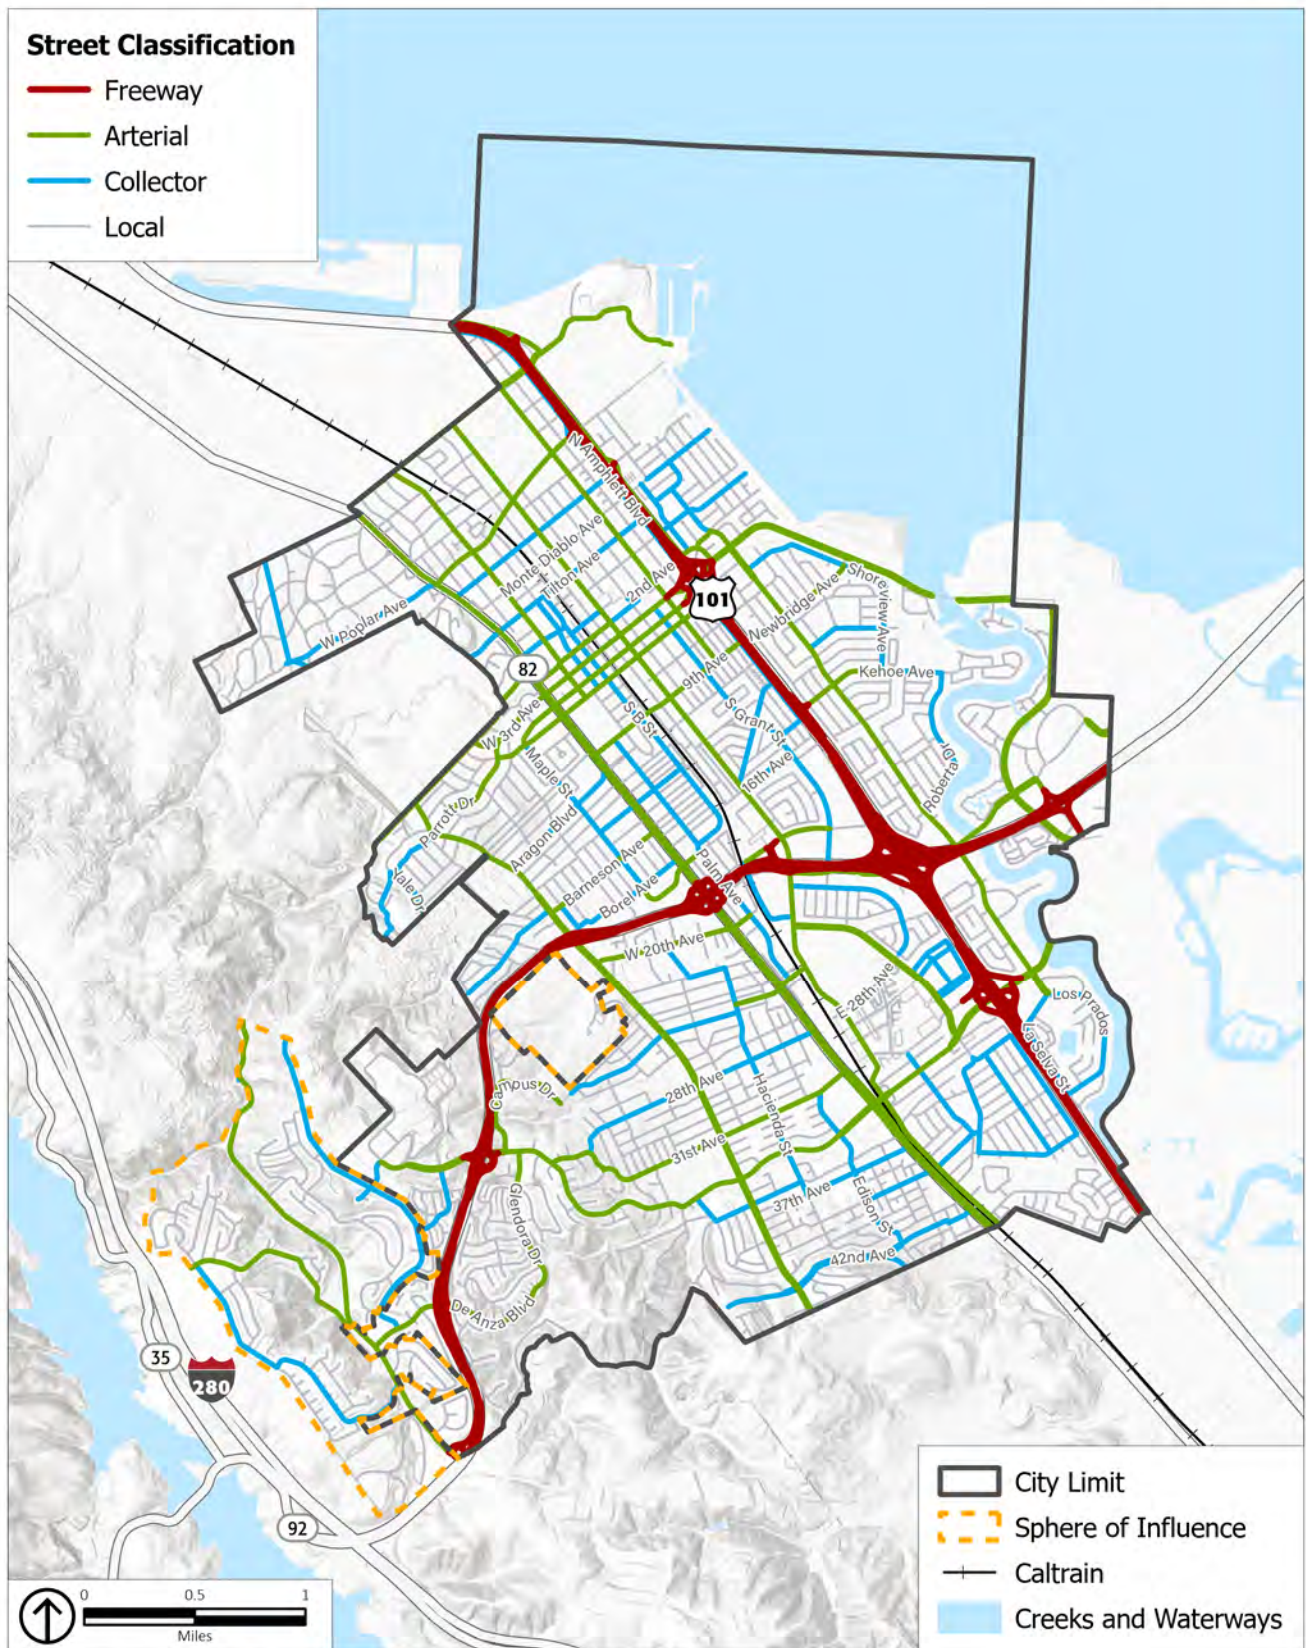 Street Classification
Freeway
Arterial
Collector
Local
N Amphlett Blvd
Monte Diablo Ave
Tilton Ave
2nd Ave
101
Newbridge Ave
Shoreview Ave
W Poplar Ave
82
9th Ave
Kehoe Ave
W 3rd Ave
S B St
S Grant St
Maple St
16th Ave
Roberta Dr
Parrott Dr
Aragon Blvd
Yale Dr
Barneson Ave
Palm Ave
Borel Ave
W 20th Ave
E 28th Ave
Los Prados
La Selva St
Campus Dr
28th Ave
Hacienda St
31st Ave
Glendora Dr
37th Ave
Edison St
42nd Ave
De Anza Blvd
35
280
92
City Limit
Sphere of Influence
Caltrain
Creeks and Waterways
0 0.5 1
Miles